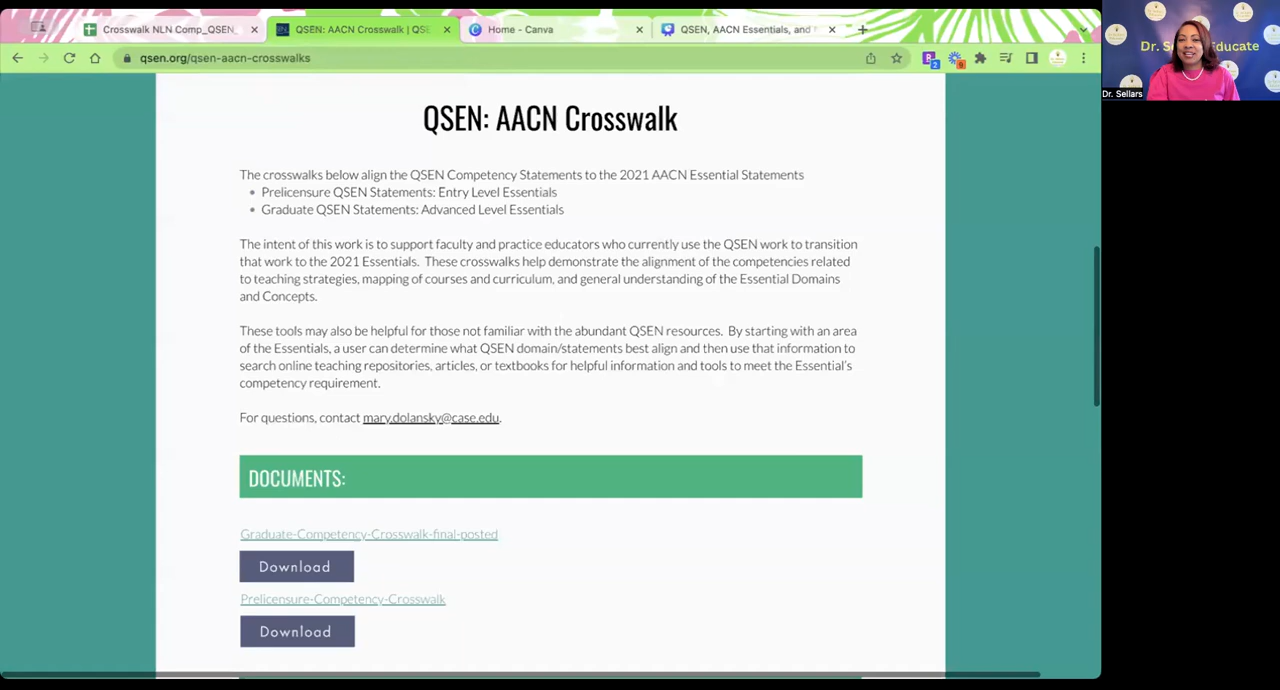 Crosswalk NLN Comp_QSEN_
QSEN: AACN Crosswalk | QSE
Home - Canva
QSEN, AACN Essentials, and
qsen.org/qsen-aacn-crosswalks
Dr. Se Educate
Dr. Sellars
QSEN: AACN Crosswalk
The crosswalks below align the QSEN Competency Statements to the 2021 AACN Essential Statements
Prelicensure QSEN Statements: Entry Level Essentials
Graduate QSEN Statements: Advanced Level Essentials
The intent of this work is to support faculty and practice educators who currently use the QSEN work to transition
that work to the 2021 Essentials. These crosswalks help demonstrate the alignment of the competencies related
to teaching strategies, mapping of courses and curriculum, and general understanding of the Essential Domains
and Concepts.
These tools may also be helpful for those not familiar with the abundant QSEN resources. By starting with an area
of the Essentials, a user can determine what QSEN domain/statements best align and then use that information to
search online teaching repositories, articles, or textbooks for helpful information and tools to meet the Essential's
competency requirement.
For questions, contact mary.dolansky@case.edu.
DOCUMENTS:
Graduate-Competency-Crosswalk-final-posted
Download
Prelicensure-Competency-Crosswalk
Download